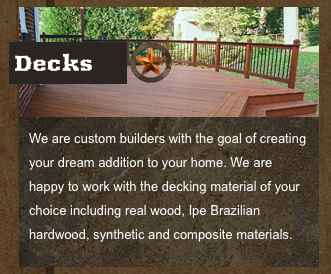 Decks
We are custom builders with the goal of creating
your dream addition to your home. We are
happy to work with the decking material of your
choice including real wood, Ipe Brazilian
hardwood, synthetic and composite materials.